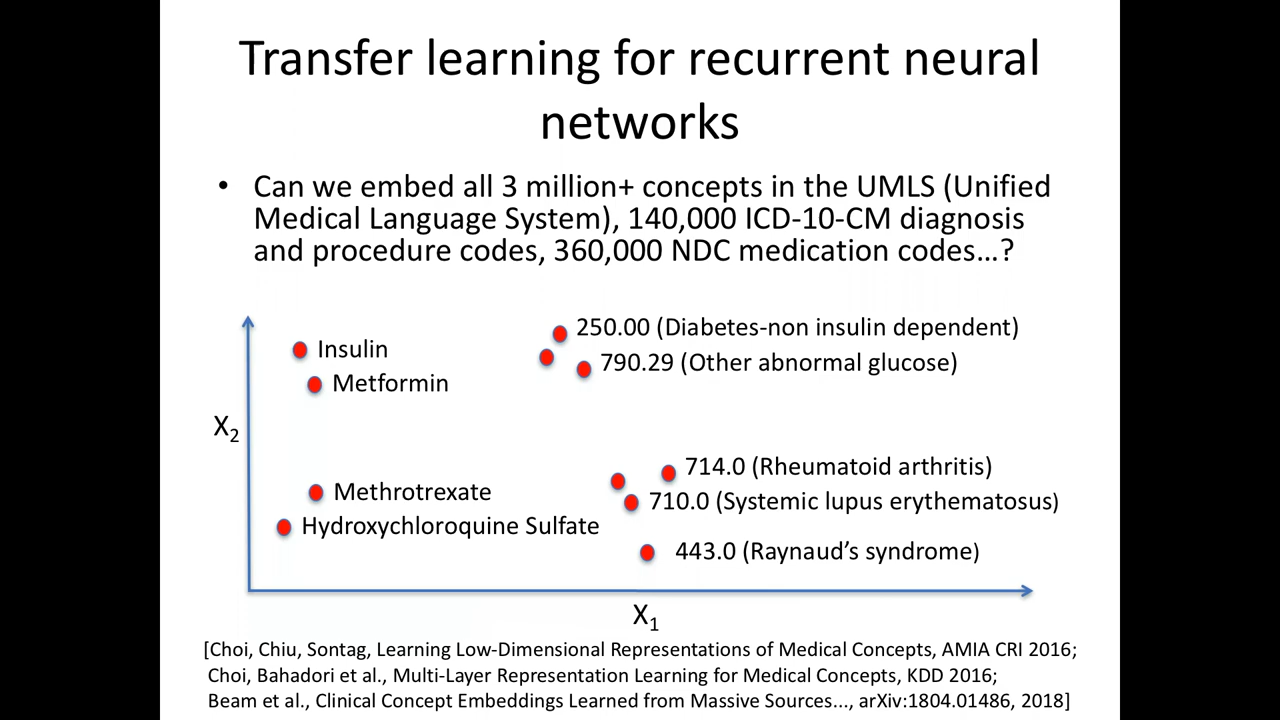 Transfer learning for recurrent neural
networks
• Can we embed all 3 million+ concepts in the UMLS (Unified
Medical Language System), 140,000 ICD-10-CM diagnosis
and procedure codes, 360,000 NDC medication codes…?
250.00 (Diabetes-non insulin dependent)
Insulin
790.29 (Other abnormal glucose)
Metformin
X₂
714.0 (Rheumatoid arthritis)
Methrotrexate
710.0 (Systemic lupus erythematosus)
Hydroxychloroquine Sulfate
443.0 (Raynaud’s syndrome)
X₁
[Choi, Chiu, Sontag, Learning Low-Dimensional Representations of Medical Concepts, AMIA CRI 2016;
Choi, Bahadori et al., Multi-Layer Representation Learning for Medical Concepts, KDD 2016;
Beam et al., Clinical Concept Embeddings Learned from Massive Sources..., arXiv:1804.01486, 2018]